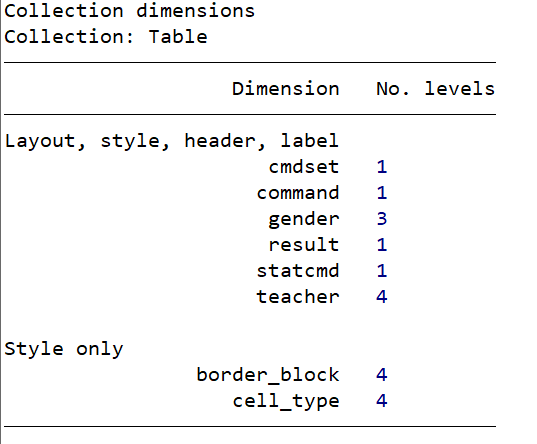 Collection dimensions
Collection: Table
Dimension No. levels
Layout, style, header, label
cmdset 1
command 1
gender 3
result 1
statcmd 1
teacher 4
Style only
border_block 4
cell_type 4